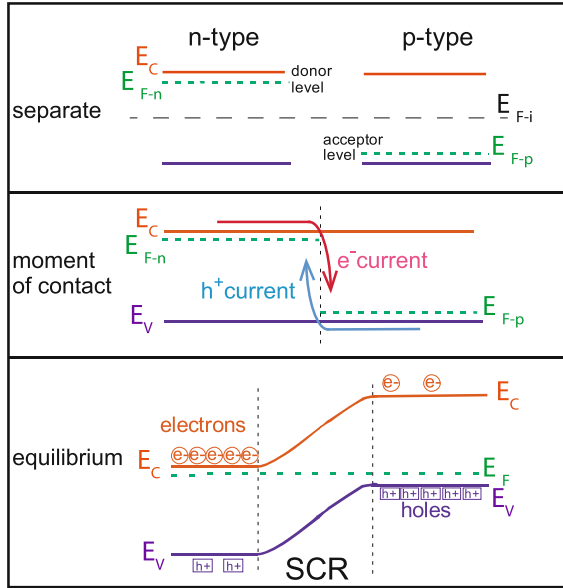 n-type p-type
E_C
donor
level
E_F-n
E_F-i
separate
acceptor
level
E_F-p
E_C
E_F-n
e⁻current
moment
of contact
h⁺current
E_V
E_F-p
e- e-
E_C
electrons
e- e- e- e- e-
equilibrium
E_C
E_F
h+ h+ h+ h+ h+
E_V
holes
E_V
h+ h+
SCR